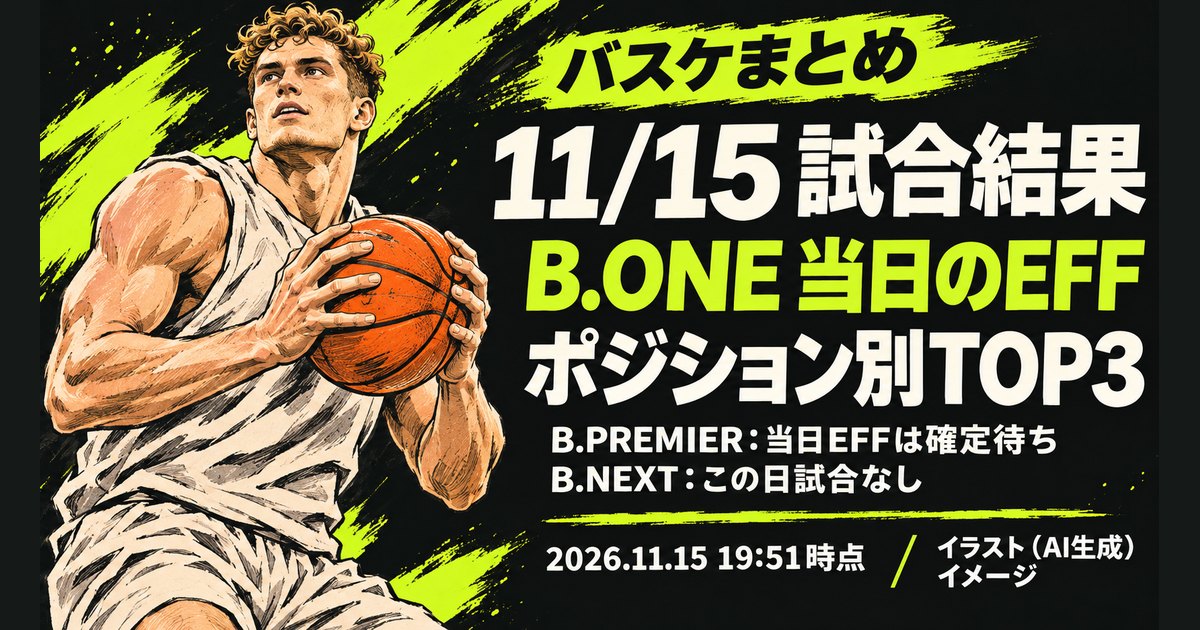 バスケまとめ
11/15 試合結果
B.ONE 当日のEFF
ポジション別TOP3
B.PREMIER：当日EFFは確定待ち
B.NEXT：この日試合なし
2026.11.15 19:51時点
イラスト（AI生成）
イメージ